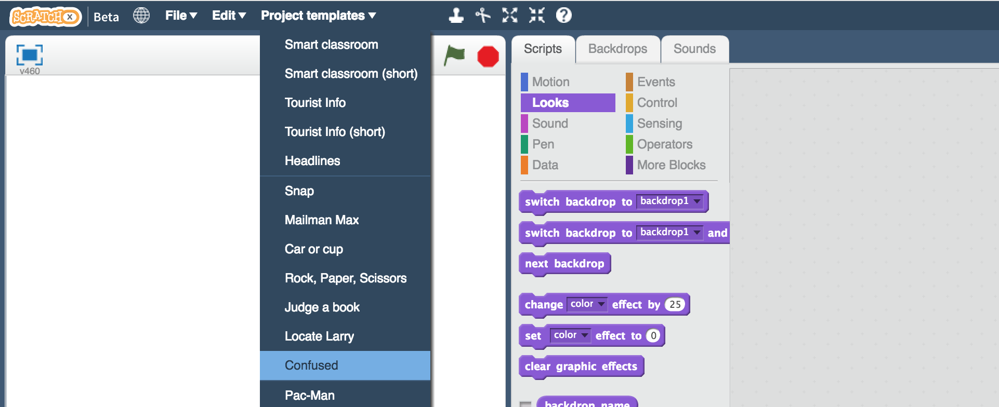 SCRATCH X Beta File Edit Project templates
v460
Smart classroom
Smart classroom (short)
Tourist Info
Tourist Info (short)
Headlines
Snap
Mailman Max
Car or cup
Rock, Paper, Scissors
Judge a book
Locate Larry
Confused
Pac-Man
Scripts Backdrops Sounds
Motion Events
Looks Control
Sound Sensing
Pen Operators
Data More Blocks
switch backdrop to backdrop1
switch backdrop to backdrop1 and
next backdrop
change color effect by 25
set color effect to 0
clear graphic effects
backdrop name